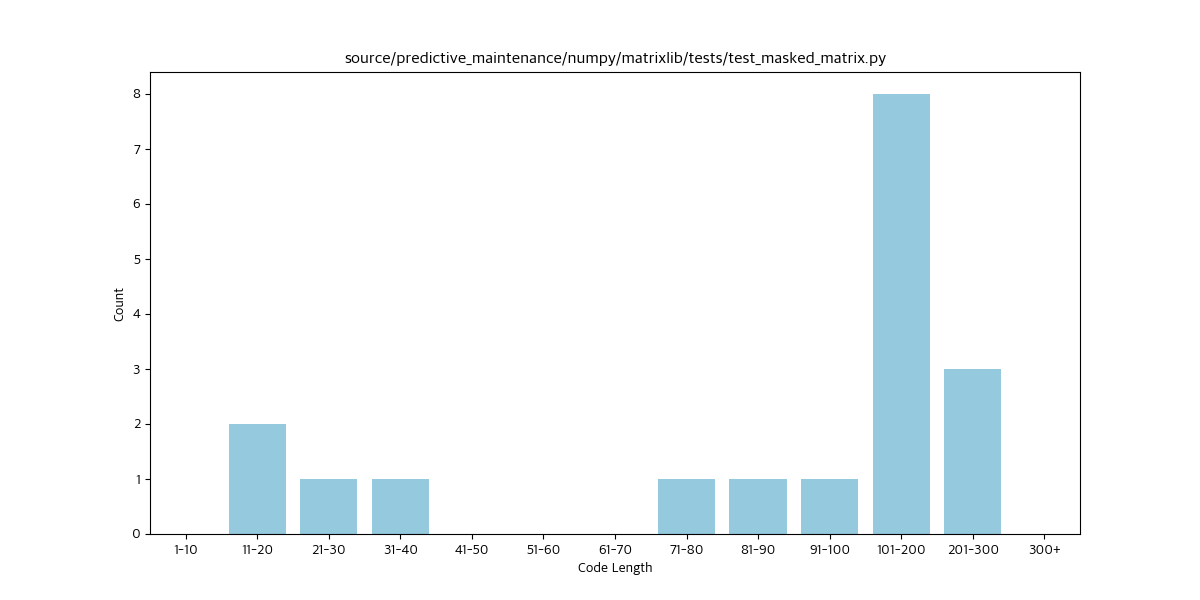 source/predictive_maintenance/numpy/matrixlib/tests/test_masked_matrix.py
8
7
6
5
4
3
2
1
0
Count
1-10 11-20 21-30 31-40 41-50 51-60 61-70 71-80 81-90 91-100 101-200 201-300 300+
Code Length